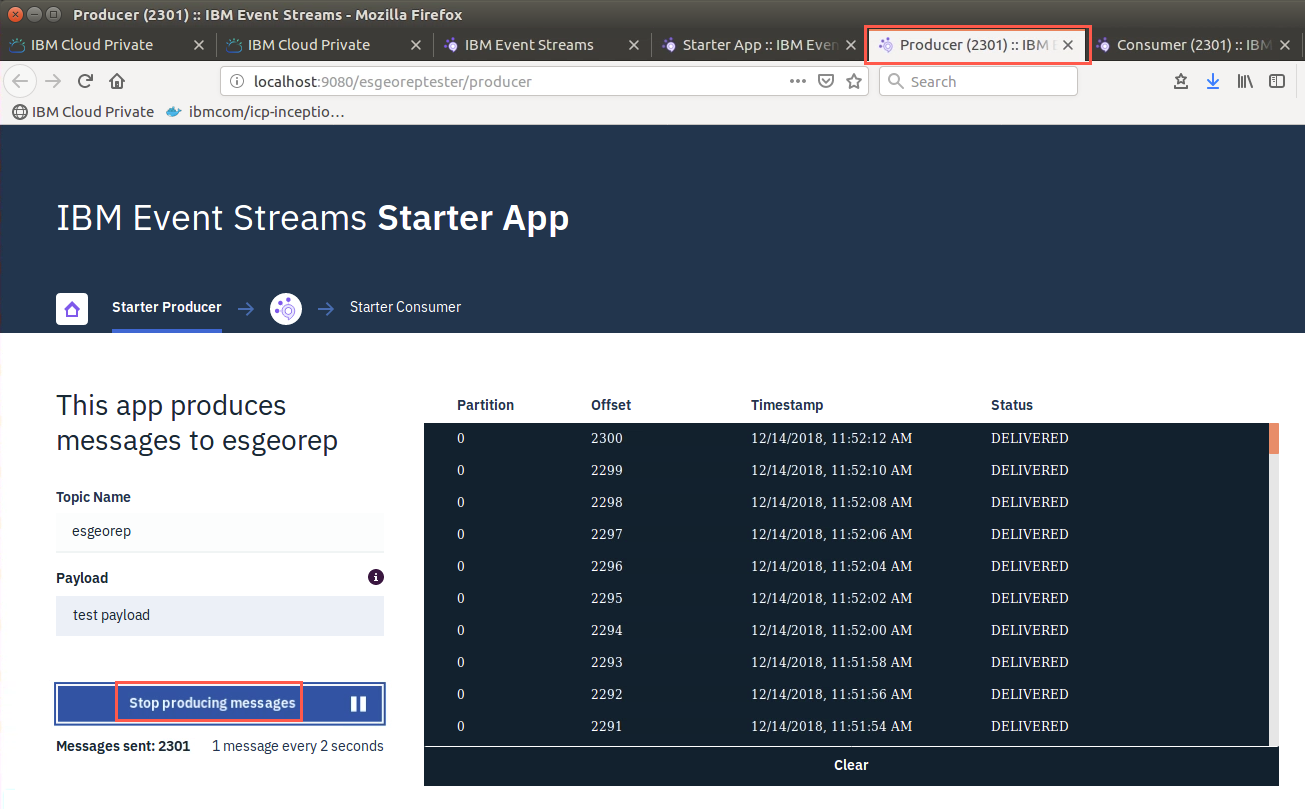 Producer (2301) :: IBM Event Streams - Mozilla Firefox
IBM Cloud Private
IBM Cloud Private
IBM Event Streams
Starter App :: IBM Even
Producer (2301) :: IBM E
Consumer (2301) :: IBM
localhost:9080/esgeoreptester/producer
Search
IBM Cloud Private
ibmcom/icp-inceptio...
IBM Event Streams Starter App
Starter Producer
Starter Consumer
This app produces
messages to esgeorep
Topic Name
esgeorep
Payload
test payload
Stop producing messages
Messages sent: 2301 1 message every 2 seconds
Partition Offset Timestamp Status
0 2300 12/14/2018, 11:52:12 AM DELIVERED
0 2299 12/14/2018, 11:52:10 AM DELIVERED
0 2298 12/14/2018, 11:52:08 AM DELIVERED
0 2297 12/14/2018, 11:52:06 AM DELIVERED
0 2296 12/14/2018, 11:52:04 AM DELIVERED
0 2295 12/14/2018, 11:52:02 AM DELIVERED
0 2294 12/14/2018, 11:52:00 AM DELIVERED
0 2293 12/14/2018, 11:51:58 AM DELIVERED
0 2292 12/14/2018, 11:51:56 AM DELIVERED
0 2291 12/14/2018, 11:51:54 AM DELIVERED
Clear